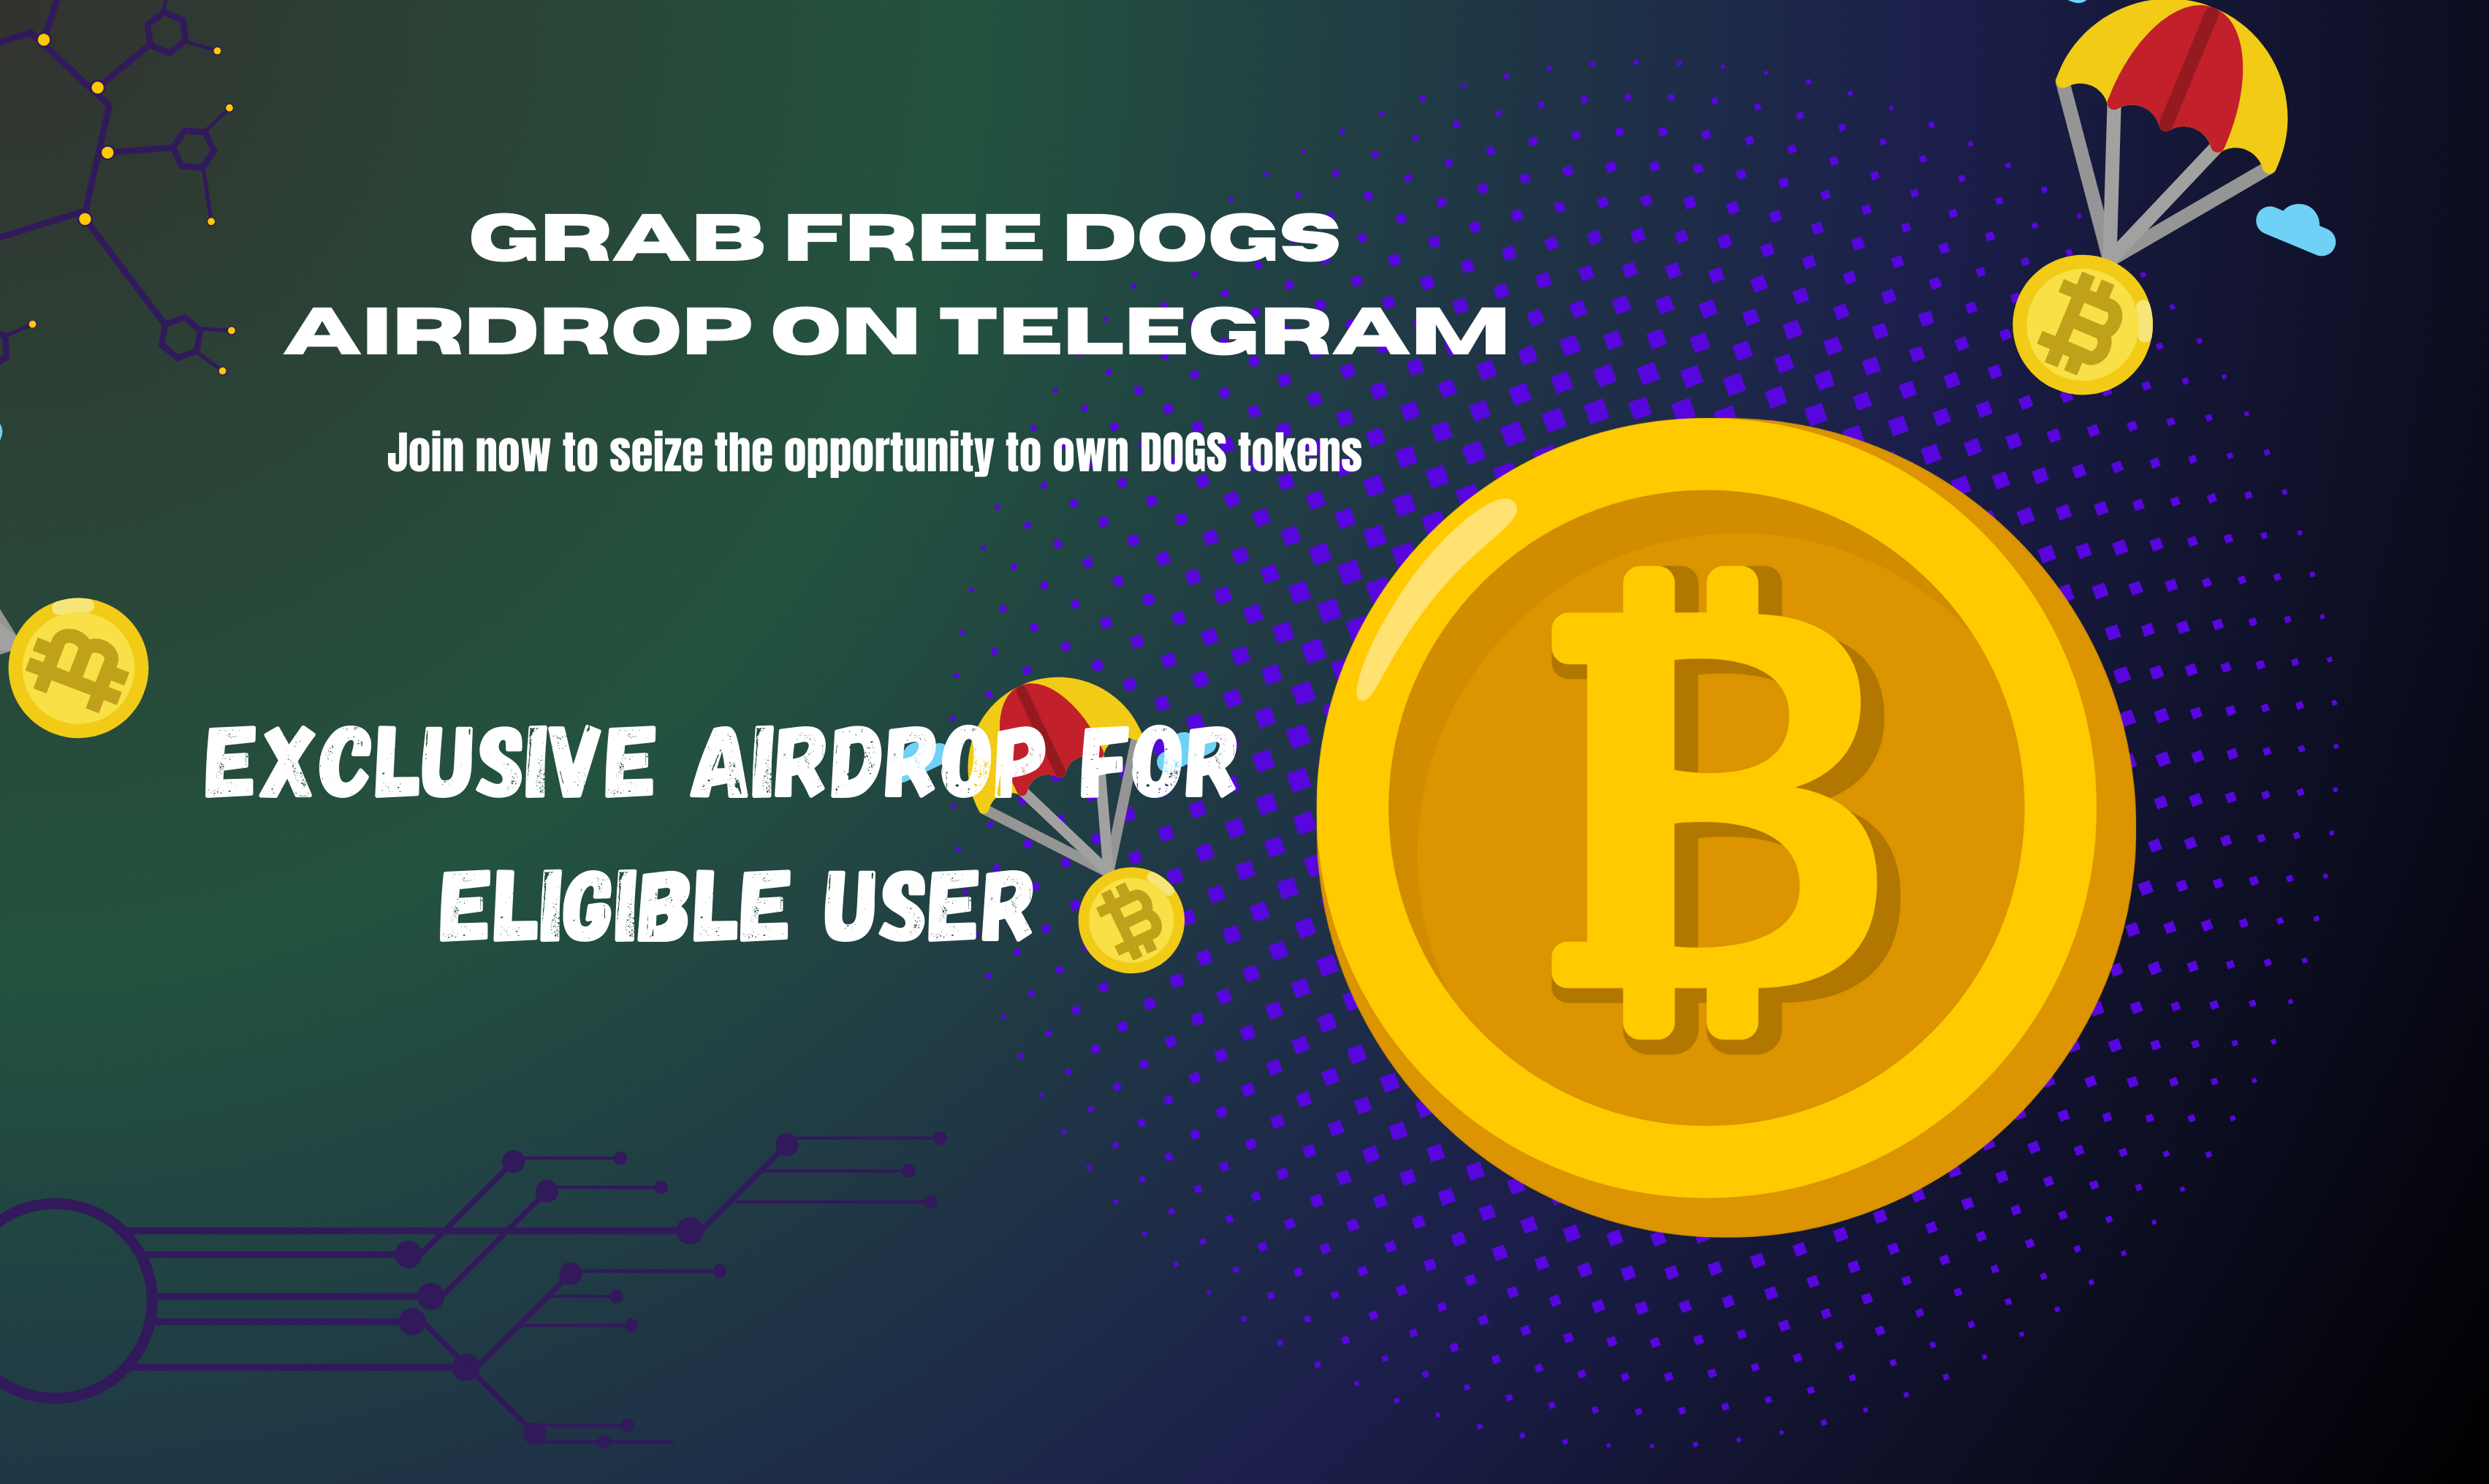 GRAB FREE DOGS
AIRDROP ON TELEGRAM
Join now to seize the opportunity to own DOGS tokens
EXCLUSIVE AIRDROP FOR
ELIGIBLE USER